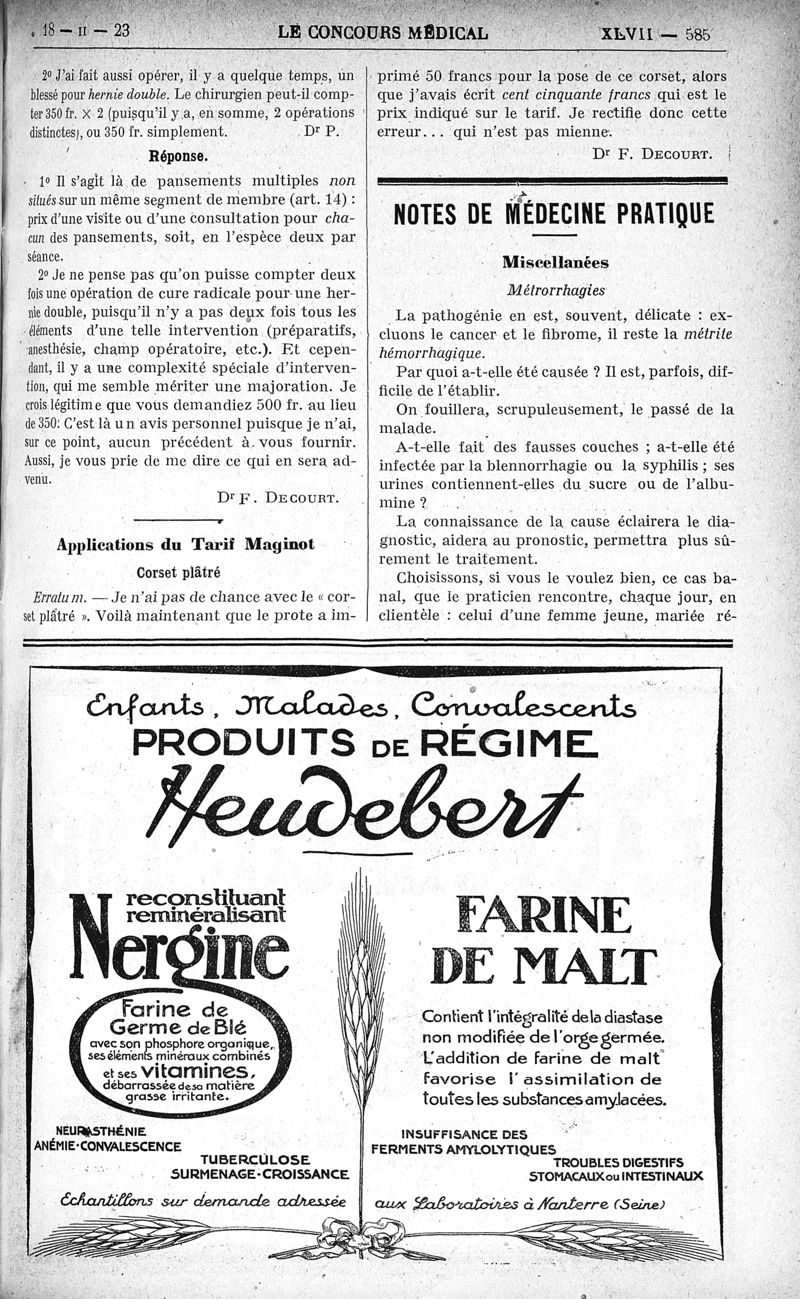 18 — II — 23
LE CONCOURS MÉDICAL
XLVII — 585
2º J'ai fait aussi opérer, il y a quelque temps, un
blessé pour hernie double. Le chirurgien peut-il comp-
ter 350 fr. × 2 (puisqu'il y a, en somme, 2 opérations
distinctes), ou 350 fr. simplement. Dr P.
Réponse.
1º Il s'agit là de pansements multiples non
situés sur un même segment de membre (art. 14) :
prix d'une visite ou d'une consultation pour cha-
cun des pansements, soit, en l'espèce deux par
séance.
2º Je ne pense pas qu'on puisse compter deux
fois une opération de cure radicale pour une her-
nie double, puisqu'il n'y a pas deux fois tous les
éléments d'une telle intervention (préparatifs,
anesthésie, champ opératoire, etc.). Et cepen-
dant, il y a une complexité spéciale d'interven-
tion, qui me semble mériter une majoration. Je
crois légitime que vous demandiez 500 fr. au lieu
de 350. C'est là un avis personnel puisque je n'ai,
sur ce point, aucun précédent à vous fournir.
Aussi, je vous prie de me dire ce qui en sera ad-
venu.
Dr F. DECOURT.
Applications du Tarif Maginot
Corset plâtré
Erratum. — Je n'ai pas de chance avec le « cor-
set plâtré ». Voilà maintenant que le prote a im-
primé 50 francs pour la pose de ce corset, alors
que j'avais écrit cent cinquante francs qui est le
prix indiqué sur le tarif. Je rectifie donc cette
erreur... qui n'est pas mienne.
Dr F. DECOURT.
NOTES DE MÉDECINE PRATIQUE
Miscellanées
Métrorrhagies
La pathogénie en est, souvent, délicate : ex-
cluons le cancer et le fibrome, il reste la métrite
hémorrhagique.
Par quoi a-t-elle été causée ? Il est, parfois, dif-
ficile de l'établir.
On fouillera, scrupuleusement, le passé de la
malade.
A-t-elle fait des fausses couches ; a-t-elle été
infectée par la blennorrhagie ou la syphilis ; ses
urines contiennent-elles du sucre ou de l'albu-
mine ?
La connaissance de la cause éclairera le dia-
gnostic, aidera au pronostic, permettra plus sû-
rement le traitement.
Choisissons, si vous le voulez bien, ce cas ba-
nal, que le praticien rencontre, chaque jour, en
clientèle : celui d'une femme jeune, mariée ré-
Enfants, Malades, Convalescents
PRODUITS DE RÉGIME
Heudebert
reconstituant
reminéralisant
Nergine
Farine de
Germe de Blé
avec son phosphore organique,
ses éléments minéraux combinés
et ses vitamines,
débarrassée de sa matière
grasse irritante.
NEURASTHÉNIE
ANÉMIE-CONVALESCENCE
TUBERCULOSE
SURMENAGE-CROISSANCE
FARINE
DE MALT
Contient l'intégralité de la diastase
non modifiée de l'orge germée.
L'addition de farine de malt
favorise l'assimilation de
toutes les substances amylacées.
INSUFFISANCE DES
FERMENTS AMYLOLYTIQUES
TROUBLES DIGESTIFS
STOMACAUX ou INTESTINAUX
Echantillons sur demande adressée aux Laboratoires à Nanterre (Seine)